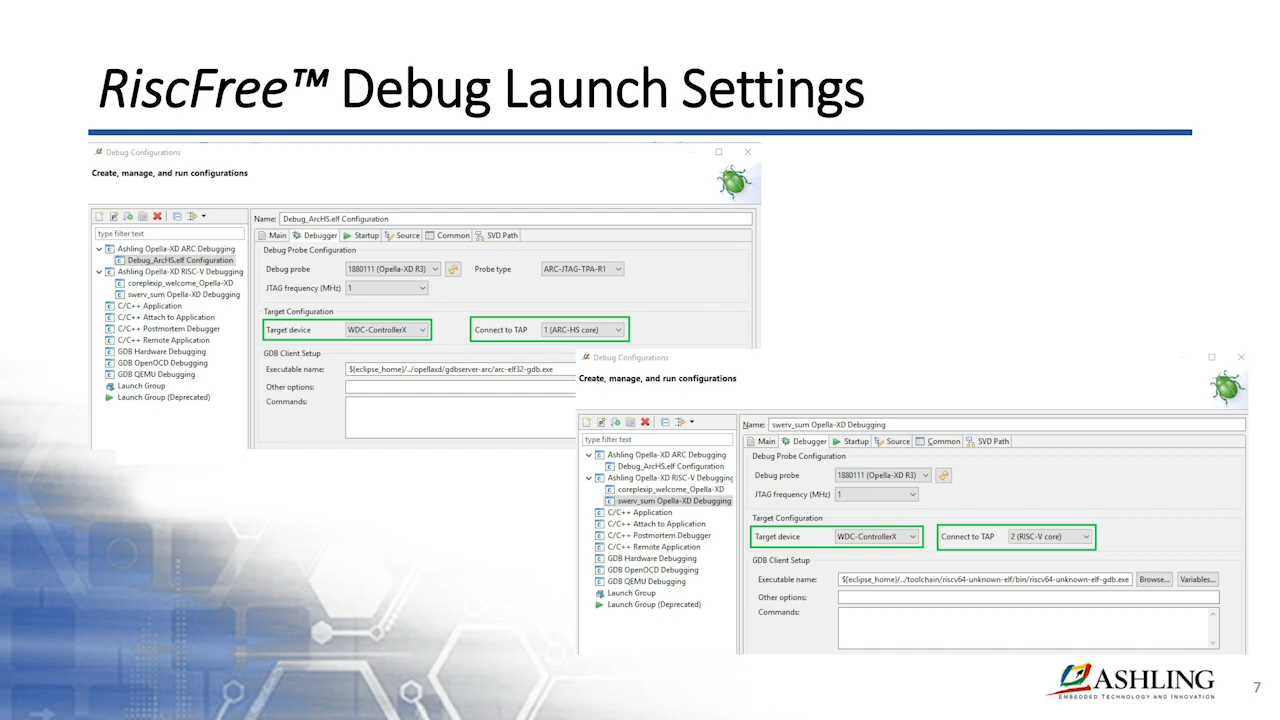 RiscFree™ Debug Launch Settings
Debug Configurations
Create, manage, and run configurations
type filter text
Ashling Opella-XD ARC Debugging
Debug_ArcHS.elf Configuration
Ashling Opella-XD RISC-V Debugging
coreplexip_welcome_Opella-XD
swerv_sum Opella-XD Debugging
C/C++ Application
C/C++ Attach to Application
C/C++ Postmortem Debugger
C/C++ Remote Application
GDB Hardware Debugging
GDB OpenOCD Debugging
GDB QEMU Debugging
Launch Group
Launch Group (Deprecated)
Name: Debug_ArcHS.elf Configuration
Main Debugger Startup Source Common SVD Path
Debug Probe Configuration
Debug probe 1880111 (Opella-XD R3) Probe type ARC-JTAG-TPA-R1
JTAG frequency (MHz) 1
Target Configuration
Target device WDC-ControllerX Connect to TAP 1 (ARC-HS core)
GDB Client Setup
Executable name: ${eclipse_home}/../opellaxd/gdbserver-arc/arc-elf32-gdb.exe
Other options:
Commands:
Debug Configurations
Create, manage, and run configurations
type filter text
Ashling Opella-XD ARC Debugging
Debug_ArcHS.elf Configuration
Ashling Opella-XD RISC-V Debugging
coreplexip_welcome_Opella-XD
swerv_sum Opella-XD Debugging
C/C++ Application
C/C++ Attach to Application
C/C++ Postmortem Debugger
C/C++ Remote Application
GDB Hardware Debugging
GDB OpenOCD Debugging
GDB QEMU Debugging
Launch Group
Launch Group (Deprecated)
Name: swerv_sum Opella-XD Debugging
Main Debugger Startup Source Common SVD Path
Debug Probe Configuration
Debug probe 1880111 (Opella-XD R3)
JTAG frequency (MHz) 1
Target Configuration
Target device WDC-ControllerX Connect to TAP 2 (RISC-V core)
GDB Client Setup
Executable name: ${eclipse_home}/../toolchain/riscv64-unknown-elf/bin/riscv64-unknown-elf-gdb.exe Browse... Variables...
Other options:
Commands:
ASHLING
EMBEDDED TECHNOLOGY AND INNOVATION
7